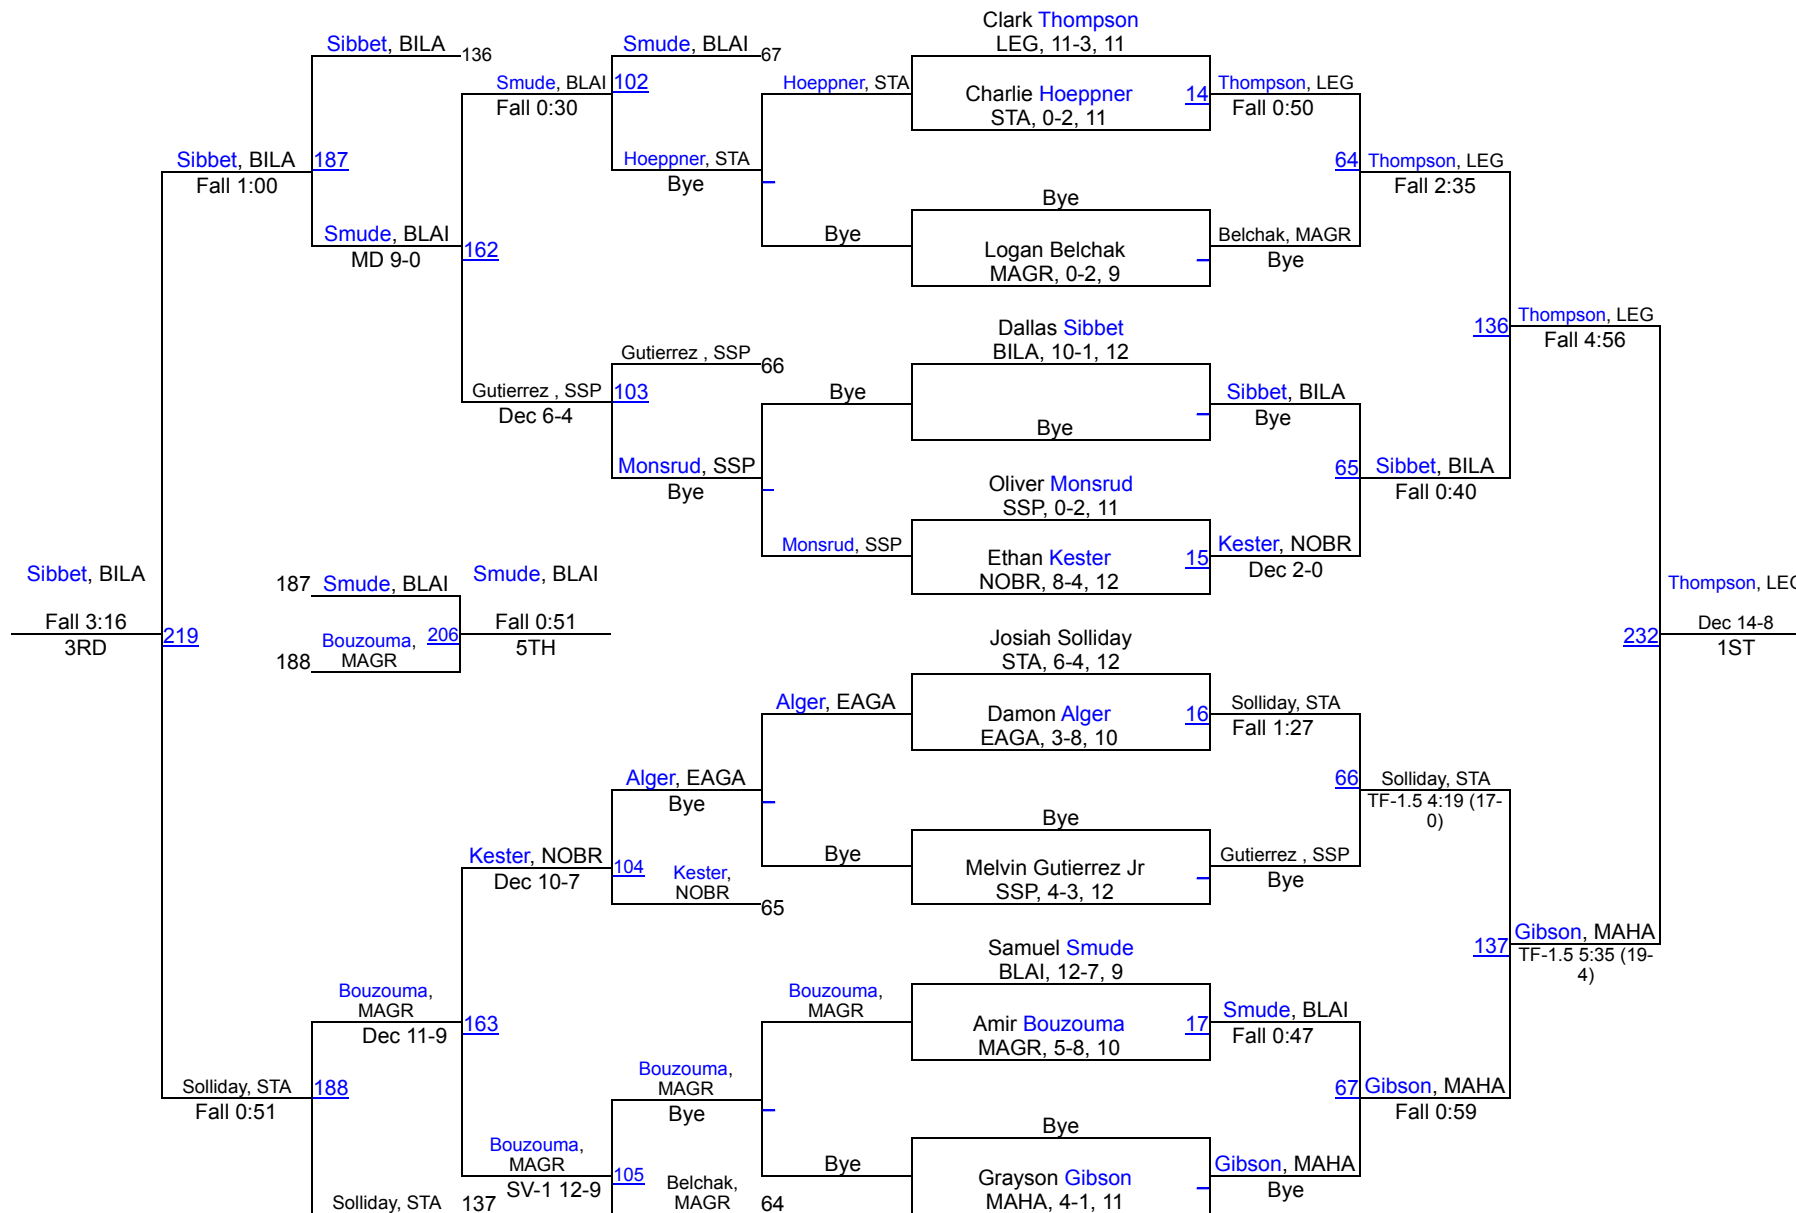 Clark Thompson
LEG, 11-3, 11
Sibbet, BILA
136
Smude, BLAI
67
Smude, BLAI
102
Fall 0:30
Hoeppner, STA
Charlie Hoeppner
STA, 0-2, 11
14
Thompson, LEG
Fall 0:50
Sibbet, BILA
187
Fall 1:00
Hoeppner, STA
Bye
64
Thompson, LEG
Fall 2:35
Smude, BLAI
MD 9-0
162
Bye
Bye
Logan Belchak
MAGR, 0-2, 9
Belchak, MAGR
Bye
Dallas Sibbet
BILA, 10-1, 12
136
Thompson, LEG
Fall 4:56
Gutierrez , SSP
66
Gutierrez , SSP
103
Dec 6-4
Bye
Bye
Sibbet, BILA
Bye
Monsrud, SSP
Bye
Oliver Monsrud
SSP, 0-2, 11
65
Sibbet, BILA
Fall 0:40
Monsrud, SSP
Ethan Kester
NOBR, 8-4, 12
15
Kester, NOBR
Dec 2-0
Sibbet, BILA
Fall 3:16
3RD
219
187
Smude, BLAI
188
Bouzouma,
MAGR
206
Smude, BLAI
Fall 0:51
5TH
Thompson, LEG
Dec 14-8
1ST
232
Josiah Solliday
STA, 6-4, 12
Alger, EAGA
Damon Alger
EAGA, 3-8, 10
16
Solliday, STA
Fall 1:27
Alger, EAGA
Bye
66
Solliday, STA
TF-1.5 4:19 (17-
0)
Kester, NOBR
Dec 10-7
104
Kester,
NOBR
65
Bye
Bye
Melvin Gutierrez Jr
SSP, 4-3, 12
Gutierrez , SSP
Bye
137
Gibson, MAHA
TF-1.5 5:35 (19-
4)
Samuel Smude
BLAI, 12-7, 9
Bouzouma,
MAGR
Dec 11-9
163
Bouzouma,
MAGR
Amir Bouzouma
MAGR, 5-8, 10
17
Smude, BLAI
Fall 0:47
Solliday, STA
188
Fall 0:51
Bouzouma,
MAGR
Bye
67
Gibson, MAHA
Fall 0:59
Bouzouma,
MAGR
SV-1 12-9
105
Bye
Bye
Grayson Gibson
MAHA, 4-1, 11
Gibson, MAHA
Bye
Solliday, STA
137
Belchak,
MAGR
64